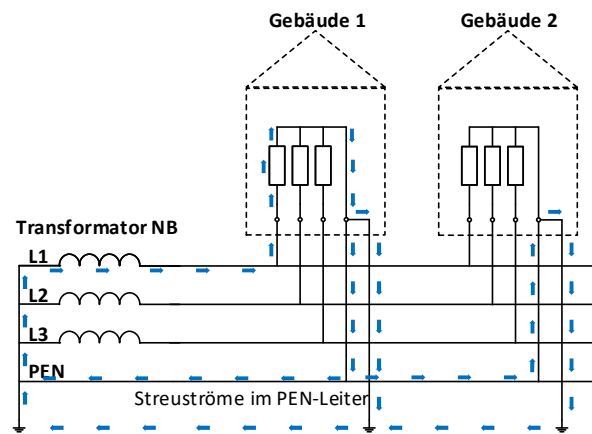 Gebäude 1
Gebäude 2
Transformator NB
L1
L2
L3
PEN
Streuströme im PEN-Leiter